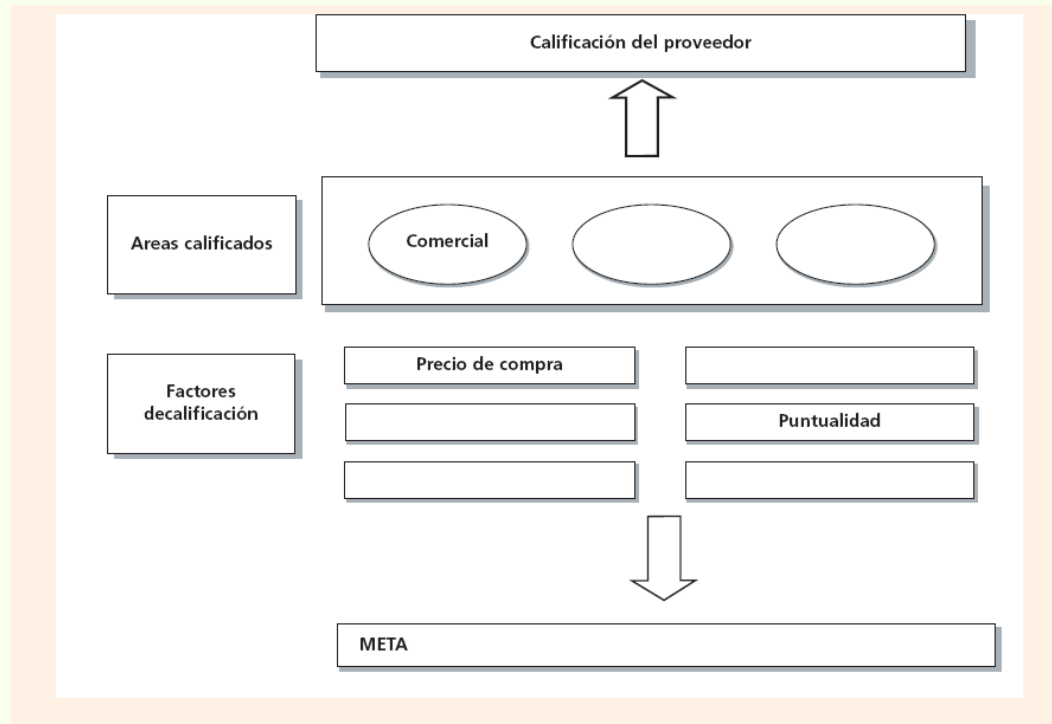 Calificación del proveedor
Areas calificados
Comercial
Factores
decalificación
Precio de compra
Puntualidad
META